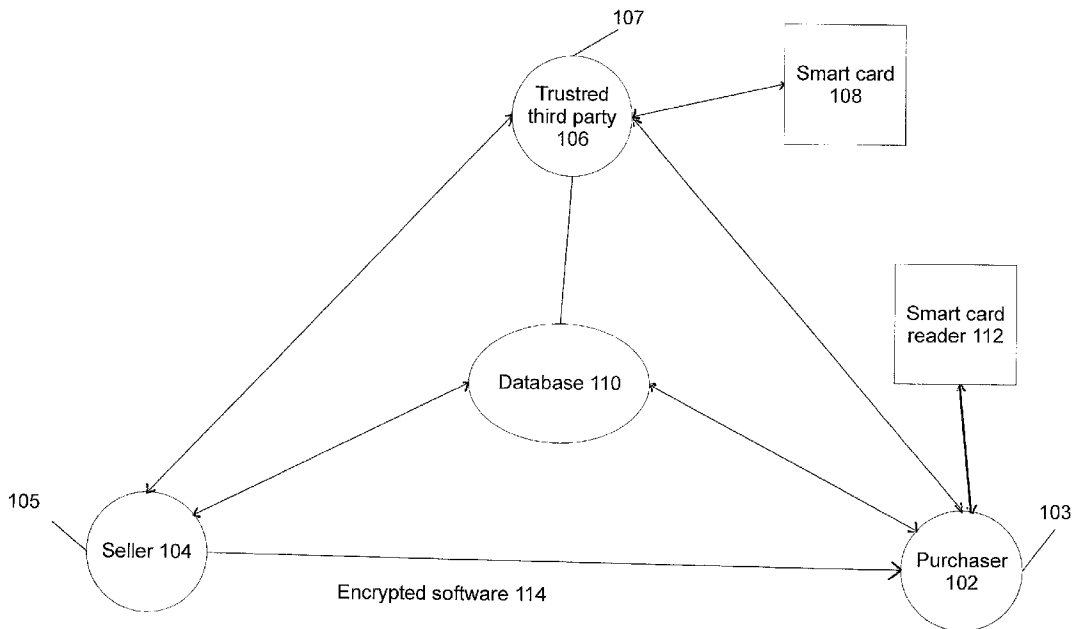 107
Trustred
third party
106
Smart card
108
Smart card
reader 112
Database 110
105
Seller 104
103
Purchaser
102
Encrypted software 114